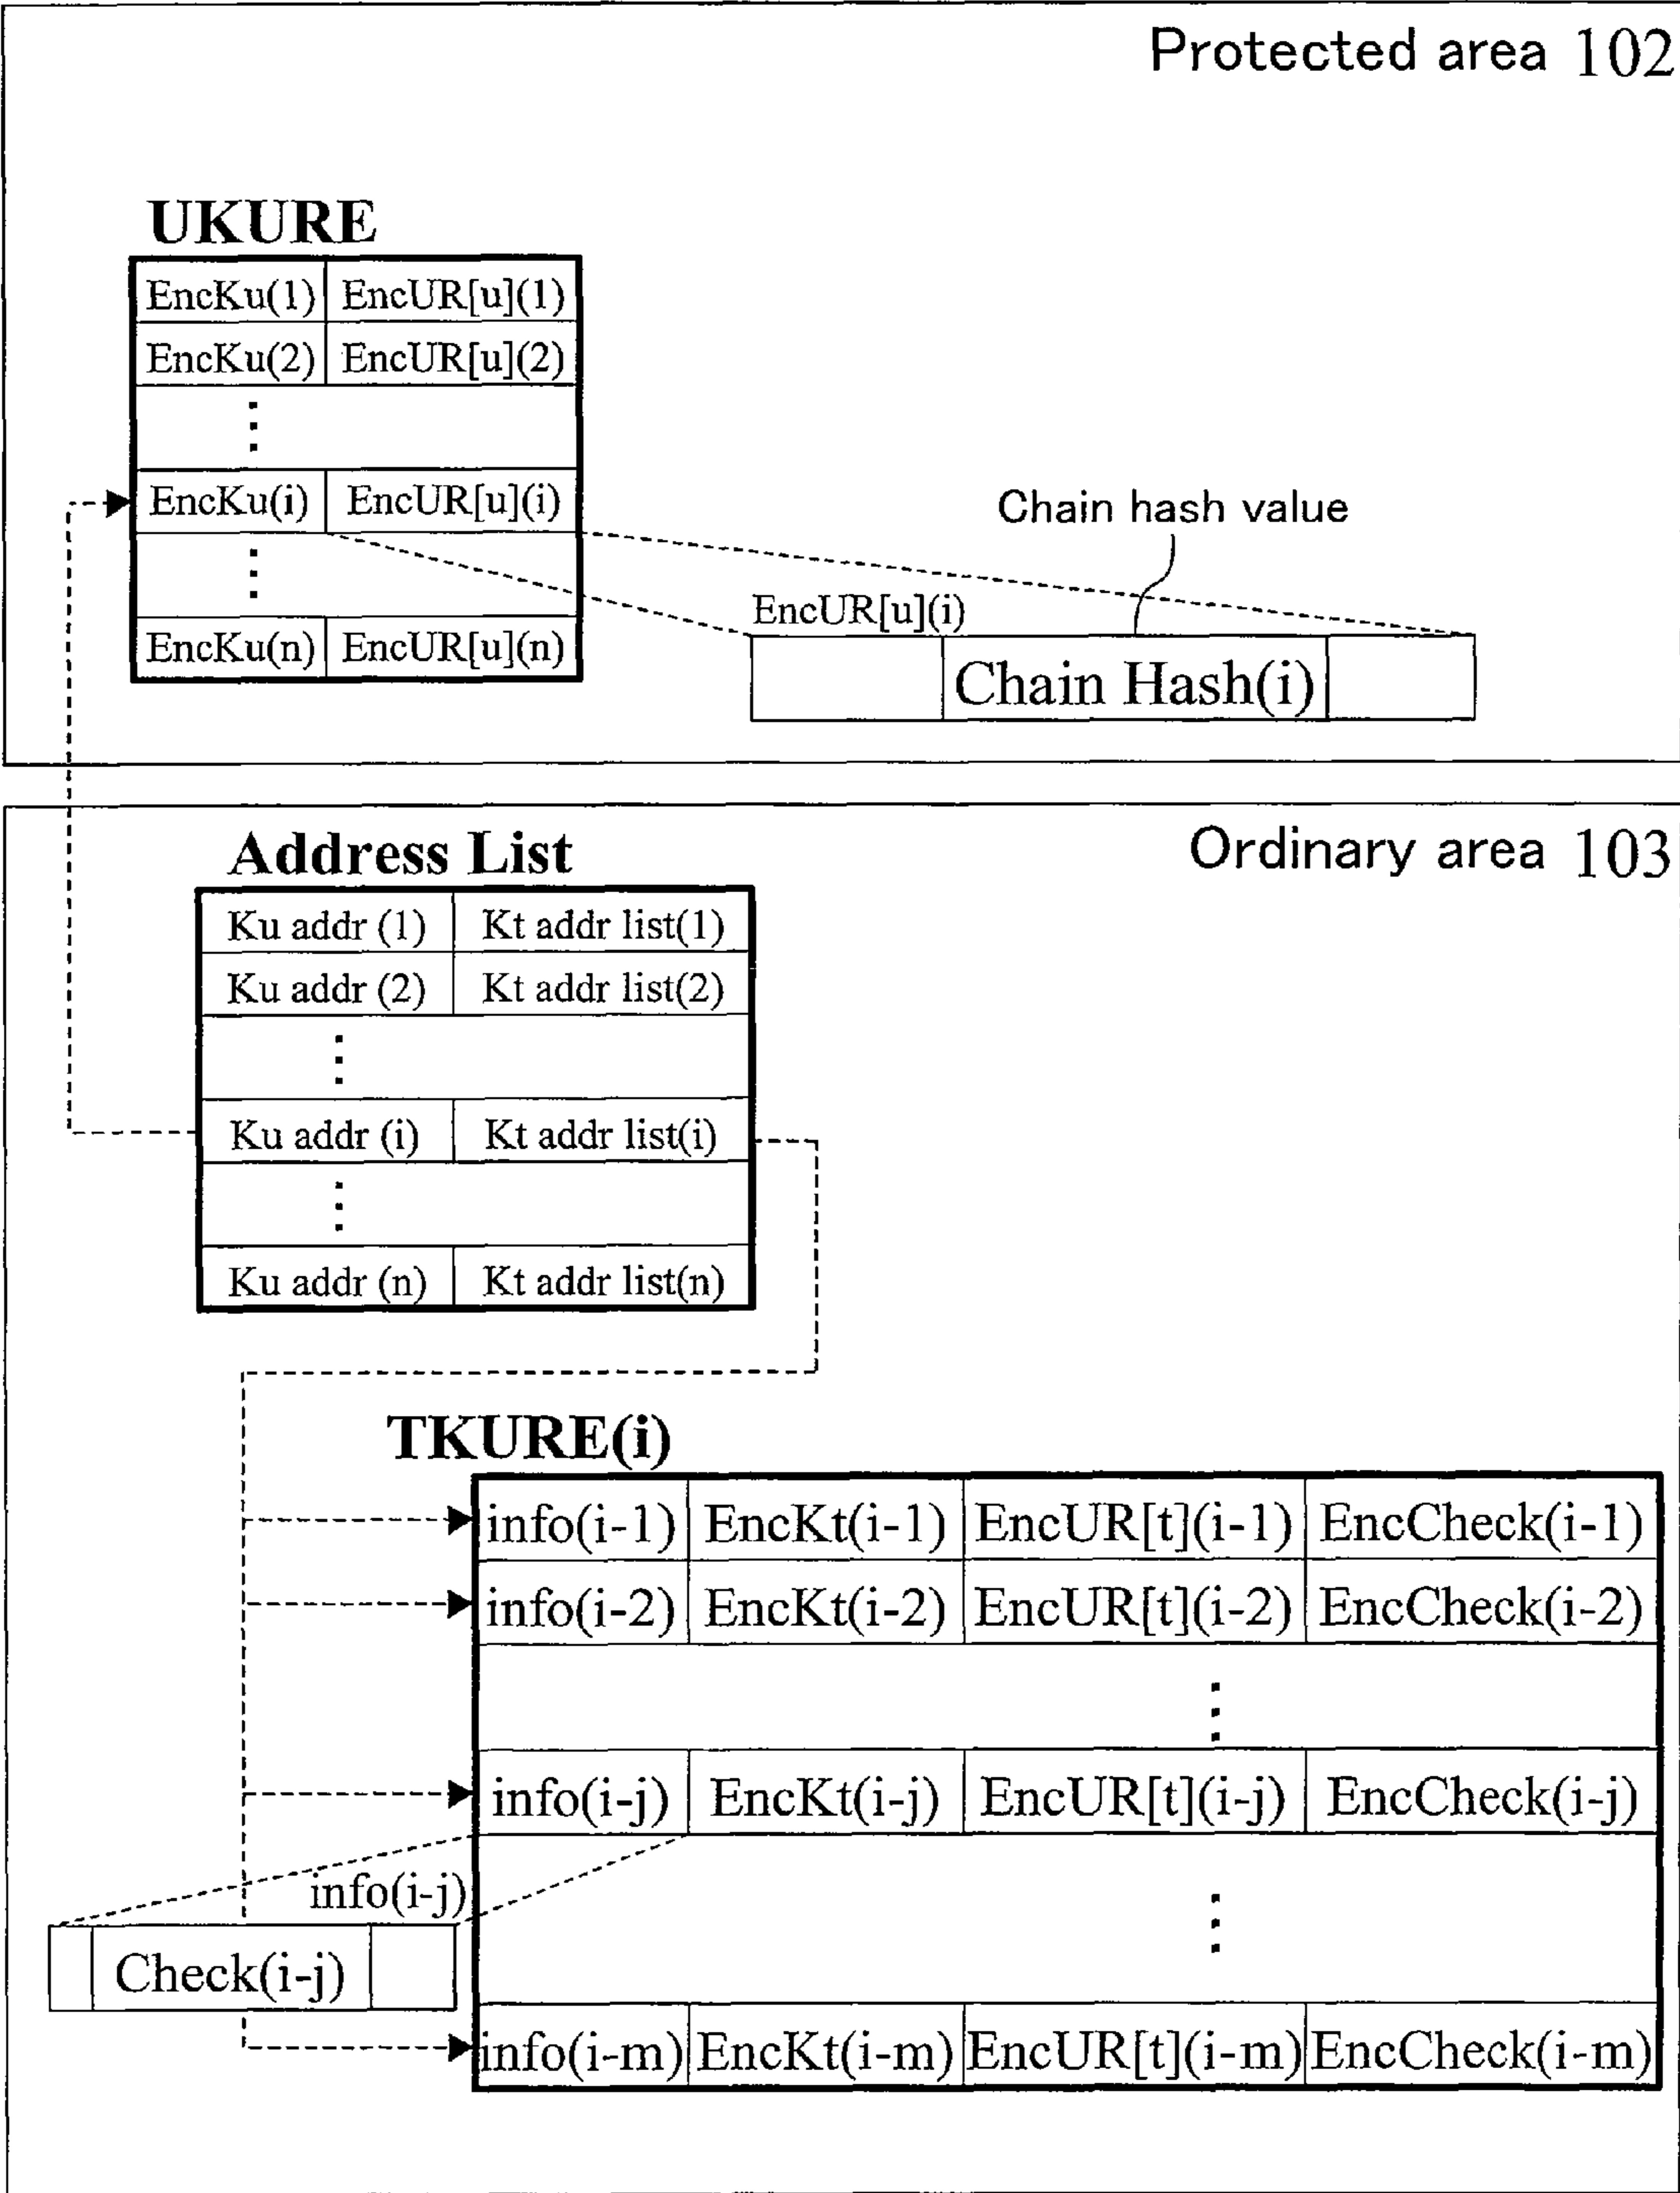 Protected area 102
UKURE
EncKu(1) EncUR[u](1)
EncKu(2) EncUR[u](2)
EncKu(i) EncUR[u](i)
EncKu(n) EncUR[u](n)
Chain hash value
EncUR[u](i)
Chain Hash(i)
Ordinary area 103
Address List
Ku addr (1) Kt addr list(1)
Ku addr (2) Kt addr list(2)
Ku addr (i) Kt addr list(i)
Ku addr (n) Kt addr list(n)
TKURE(i)
info(i-1) EncKt(i-1) EncUR[t](i-1) EncCheck(i-1)
info(i-2) EncKt(i-2) EncUR[t](i-2) EncCheck(i-2)
info(i-j) EncKt(i-j) EncUR[t](i-j) EncCheck(i-j)
info(i-j)
Check(i-j)
info(i-m) EncKt(i-m) EncUR[t](i-m) EncCheck(i-m)